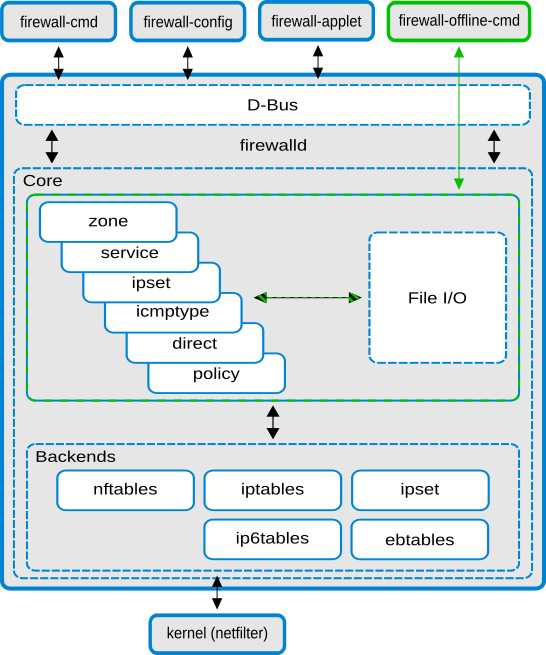 firewall-cmd
firewall-config
firewall-applet
firewall-offline-cmd
D-Bus
firewalld
Core
zone
service
ipset
icmptype
direct
policy
File I/O
Backends
nftables
iptables
ipset
ip6tables
ebtables
kernel (netfilter)